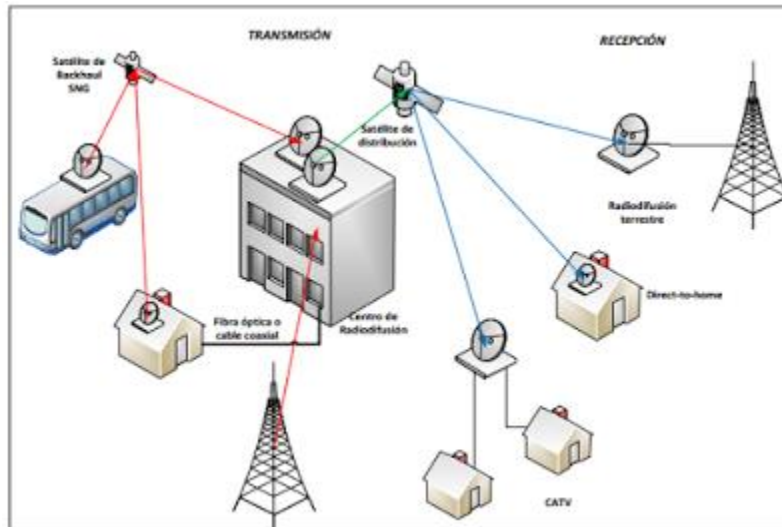 TRANSMISIÓN
RECEPCIÓN
Satélite de
Backhaul
SNG
Satélite de
distribución
Radiodifusión
terrestre
Direct-to-home
Fibra óptica o
cable coaxial
Centro de
Radiodifusión
CATV